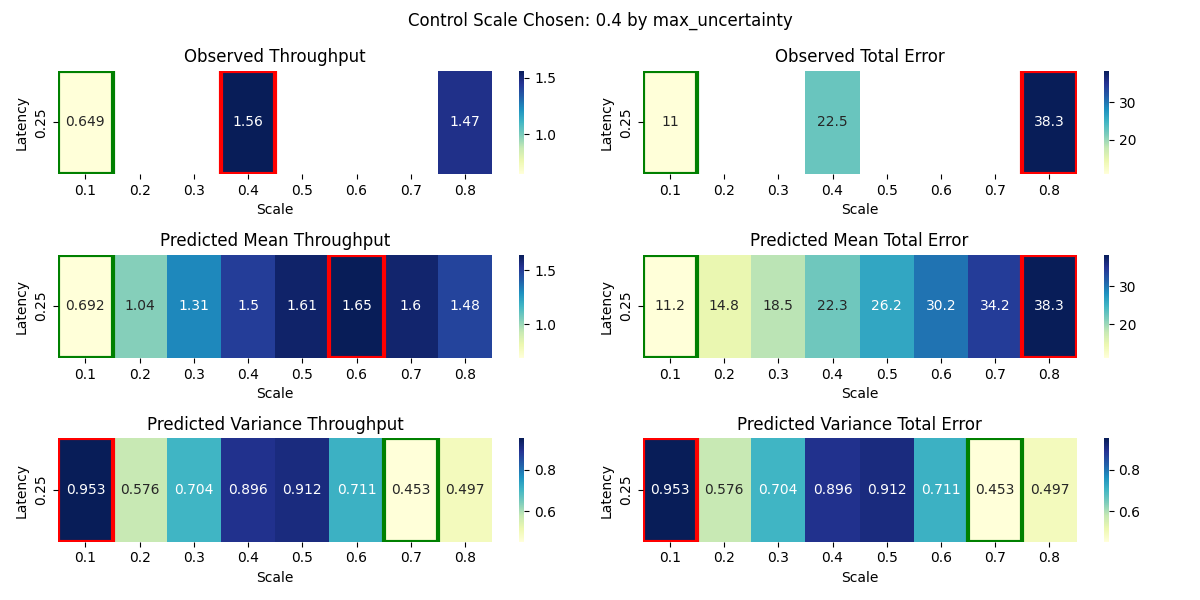 Control Scale Chosen: 0.4 by max_uncertainty
Observed Throughput
Latency
0.25
0.649
1.56
1.47
0.1 0.2 0.3 0.4 0.5 0.6 0.7 0.8
Scale
1.5
1.0
Observed Total Error
Latency
0.25
11
22.5
38.3
0.1 0.2 0.3 0.4 0.5 0.6 0.7 0.8
Scale
30
20
Predicted Mean Throughput
Latency
0.25
0.692 1.04 1.31 1.5 1.61 1.65 1.6 1.48
0.1 0.2 0.3 0.4 0.5 0.6 0.7 0.8
Scale
1.5
1.0
Predicted Mean Total Error
Latency
0.25
11.2 14.8 18.5 22.3 26.2 30.2 34.2 38.3
0.1 0.2 0.3 0.4 0.5 0.6 0.7 0.8
Scale
30
20
Predicted Variance Throughput
Latency
0.25
0.953 0.576 0.704 0.896 0.912 0.711 0.453 0.497
0.1 0.2 0.3 0.4 0.5 0.6 0.7 0.8
Scale
0.8
0.6
Predicted Variance Total Error
Latency
0.25
0.953 0.576 0.704 0.896 0.912 0.711 0.453 0.497
0.1 0.2 0.3 0.4 0.5 0.6 0.7 0.8
Scale
0.8
0.6